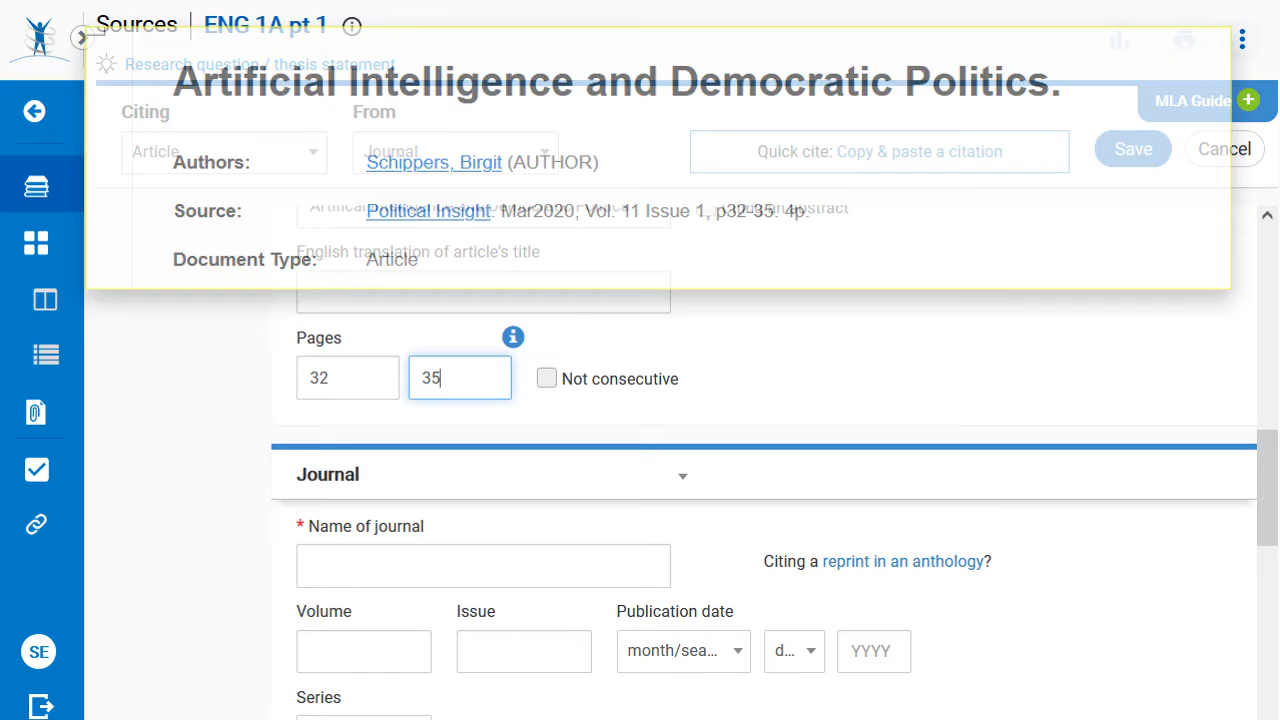 Sources ENG 1A pt 1
Research question / thesis statement
Artificial Intelligence and Democratic Politics.
MLA Guide
Citing From
Article Journal
Quick cite: Copy & paste a citation
Save Cancel
Authors: Schippers, Birgit (AUTHOR)
Source: Political Insight. Mar2020, Vol. 11 Issue 1, p32-35. 4p.
abstract
English translation of article's title
Document Type: Article
Pages
32 35 Not consecutive
Journal
* Name of journal
Citing a reprint in an anthology?
Volume Issue Publication date
month/sea... d... YYYY
SE
Series